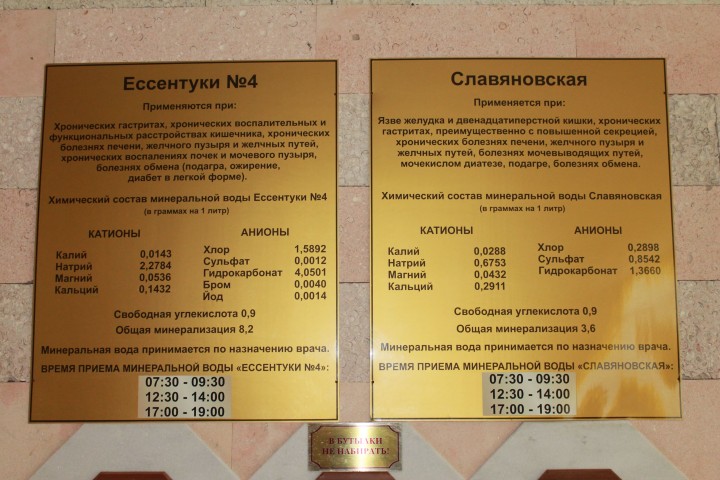 Ессентуки №4
Применяются при:
Хронических гастритах, хронических воспалительных и
функциональных расстройствах кишечника, хронических
болезнях печени, желчного пузыря и желчных путей,
хронических воспалениях почек и мочевого пузыря,
болезнях обмена (подагра, ожирение,
диабет в легкой форме).
Химический состав минеральной воды Ессентуки №4
(в граммах на 1 литр)
КАТИОНЫ АНИОНЫ
Калий 0,0143 Хлор 1,5892
Натрий 2,2784 Сульфат 0,0012
Магний 0,0536 Гидрокарбонат 4,0501
Кальций 0,1432 Бром 0,0040
Йод 0,0014
Свободная углекислота 0,9
Общая минерализация 8,2
Минеральная вода принимается по назначению врача.
ВРЕМЯ ПРИЕМА МИНЕРАЛЬНОЙ ВОДЫ «ЕССЕНТУКИ №4»:
07:30 - 09:30
12:30 - 14:00
17:00 - 19:00
Славяновская
Применяется при:
Язве желудка и двенадцатиперстной кишки, хронических
гастритах, преимущественно с повышенной секрецией,
хронических болезнях печени, желчного пузыря и
желчных путей, болезнях мочевыводящих путей,
мочекислом диатезе, подагре, болезнях обмена.
Химический состав минеральной воды Славяновская
(в граммах на 1 литр)
КАТИОНЫ АНИОНЫ
Калий 0,0288 Хлор 0,2898
Натрий 0,6753 Сульфат 0,8542
Магний 0,0432 Гидрокарбонат 1,3660
Кальций 0,2911
Свободная углекислота 0,9
Общая минерализация 3,6
Минеральная вода принимается по назначению врача.
ВРЕМЯ ПРИЕМА МИНЕРАЛЬНОЙ ВОДЫ «СЛАВЯНОВСКАЯ»:
07:30 - 09:30
12:30 - 14:00
17:00 - 19:00
В БУТЫЛКИ
НЕ НАБИРАТЬ!